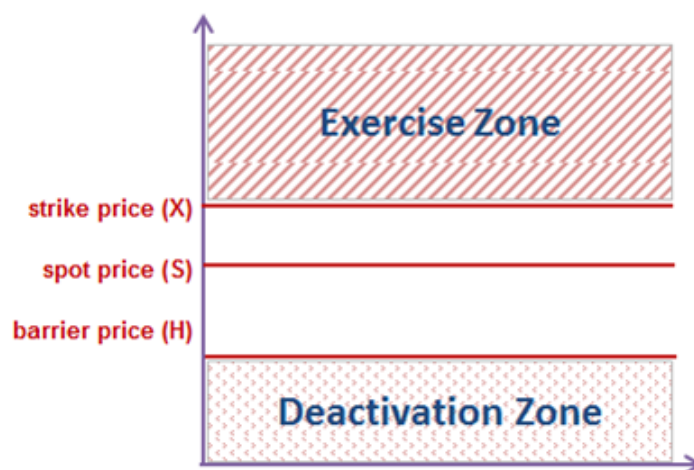 Exercise Zone
strike price (X)
spot price (S)
barrier price (H)
Deactivation Zone